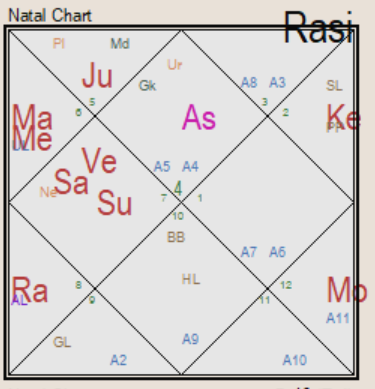 Natal Chart
Rasi
Pl Md
Ur
Ju Gk
A8 A3
SL
5 3 2
6
Ma
As
Ke
Me
PP
Ve
A5 A4
Ne Sa
4
Su
7 1
10
BB
A7 A6
HL
Ra
8 9
11 12
Mo
AL
A11
GL
A9
A2
A10